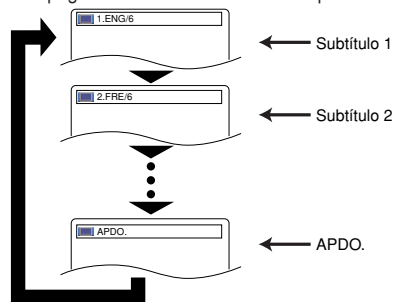 1.ENG/6
Subtítulo 1
2.FRE/6
Subtítulo 2
APDO.
APDO.